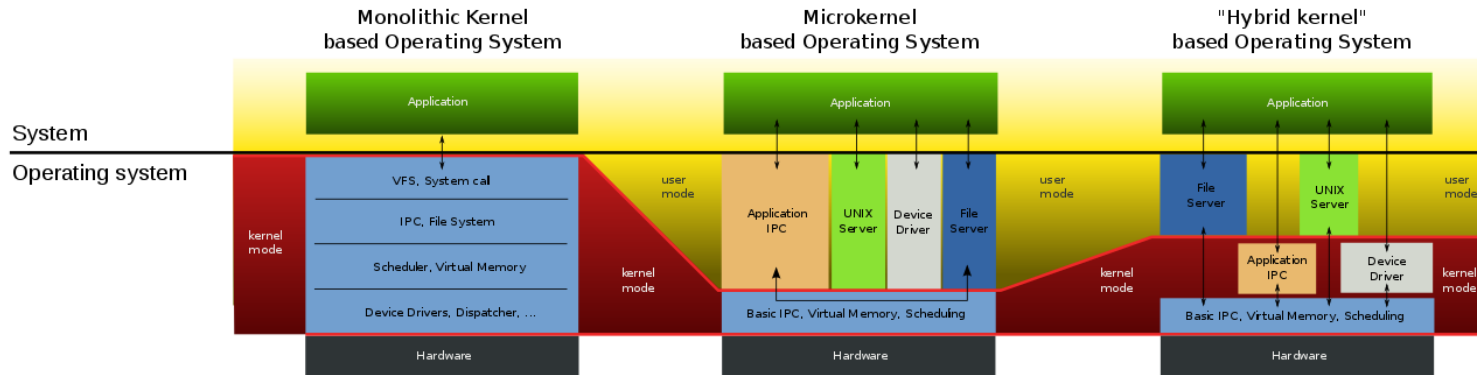 Monolithic Kernel
based Operating System
Microkernel
based Operating System
"Hybrid kernel"
based Operating System
Application
Application
Application
System
Operating system
kernel
mode
VFS, System call
IPC, File System
Scheduler, Virtual Memory
Device Drivers, Dispatcher, ...
Hardware
kernel
mode
user
mode
Application
IPC
UNIX
Server
Device
Driver
File
Server
Basic IPC, Virtual Memory, Scheduling
Hardware
user
mode
kernel
mode
File
Server
UNIX
Server
Application
IPC
Device
Driver
Basic IPC, Virtual Memory, Scheduling
Hardware
user
mode
kernel
mode